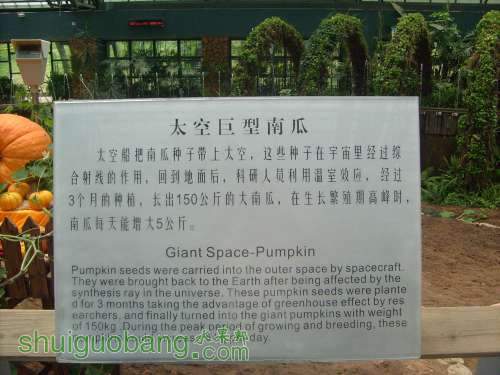 太空巨型南瓜
太空船把南瓜种子带上太空，这些种子在宇宙里经过综
合射线的作用，回到地面后，科研人员利用温室效应，经过
3个月的种植，长出150公斤的大南瓜，在生长繁殖期高峰时，
南瓜每天能增大5公斤。
Giant Space-Pumpkin
Pumpkin seeds were carried into the outer space by spacecraft.
They were brought back to the Earth after being affected by the
synthesis ray in the universe. These pumpkin seeds were plante
d for 3 months taking the advantage of greenhouse effect by res
earchers, and finally turned into the giant pumpkins with weight
of 150kg. During the peak period of growing and breeding, these
day.
shuiguobang.com
水果邦